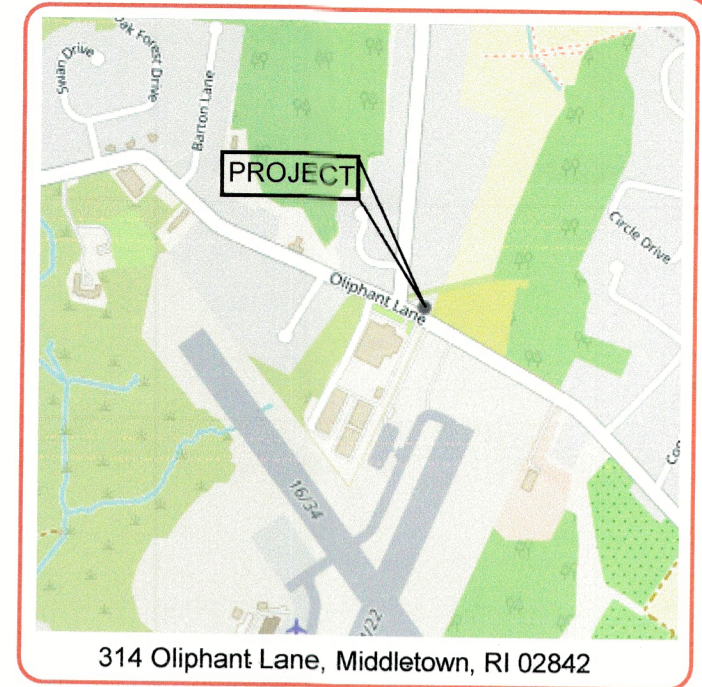 Swan Drive
Oak Forest Drive
Barton Lane
PROJECT
Circle Drive
Oliphant Lane
16/34
/22
314 Oliphant Lane, Middletown, RI 02842